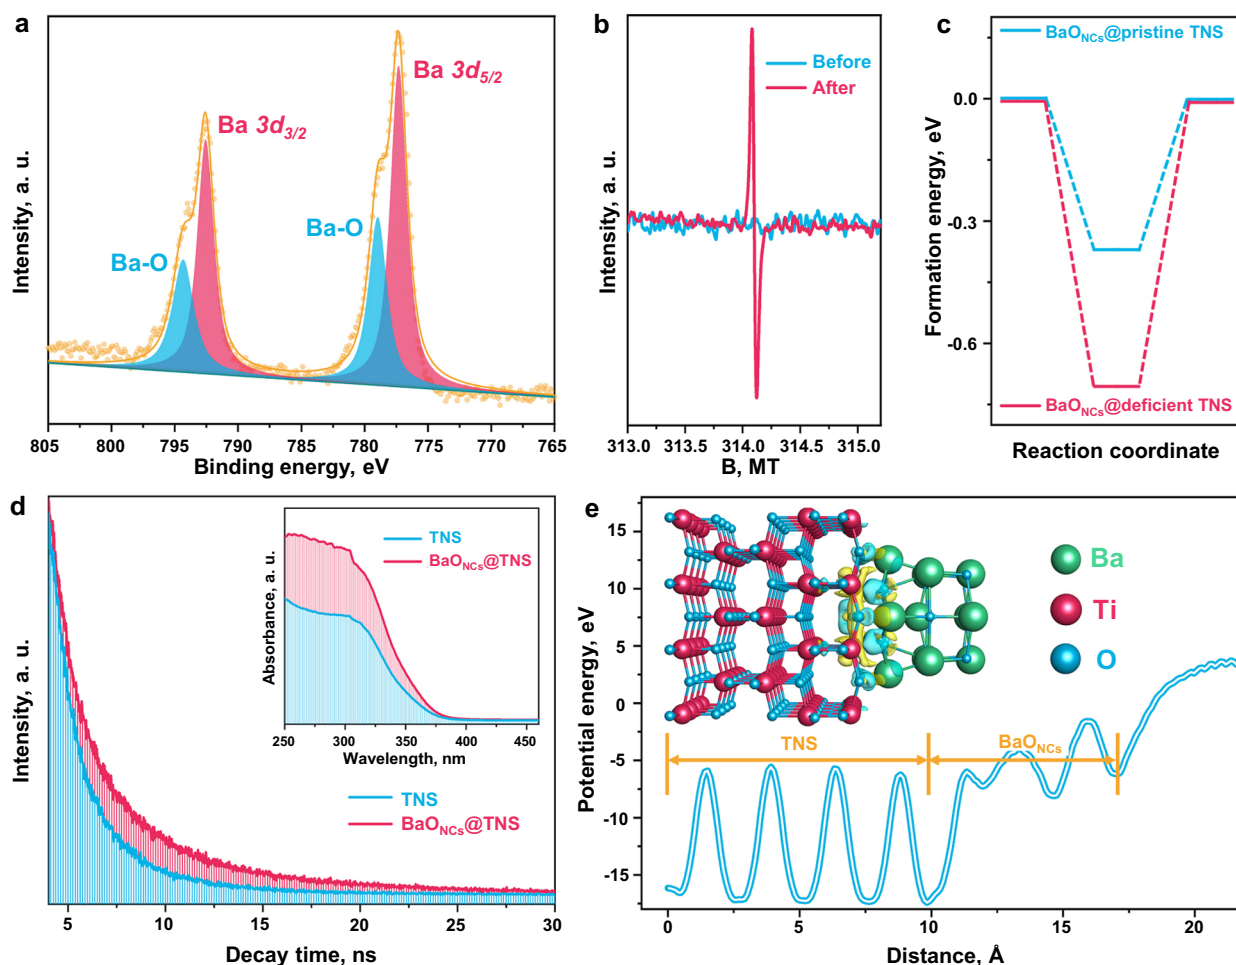 a
Intensity, a. u.
Ba 3d3/2
Ba 3d5/2
Ba-O
Ba-O
805 800 795 790 785 780 775 770 765
Binding energy, eV
b
Intensity, a. u.
Before
After
313.0 313.5 314.0 314.5 315.0
B, MT
c
Formation energy, eV
BaONCs@pristine TNS
0.0
-0.3
-0.6
BaONCs@deficient TNS
Reaction coordinate
d
Intensity, a. u.
Absorbance, a. u.
TNS
BaONCs@TNS
250 300 350 400 450
Wavelength, nm
TNS
BaONCs@TNS
5 10 15 20 25 30
Decay time, ns
e
Potential energy, eV
15
10
5
0
-5
-10
-15
Ba
Ti
O
TNS
BaONCs
0 5 10 15 20
Distance, Å